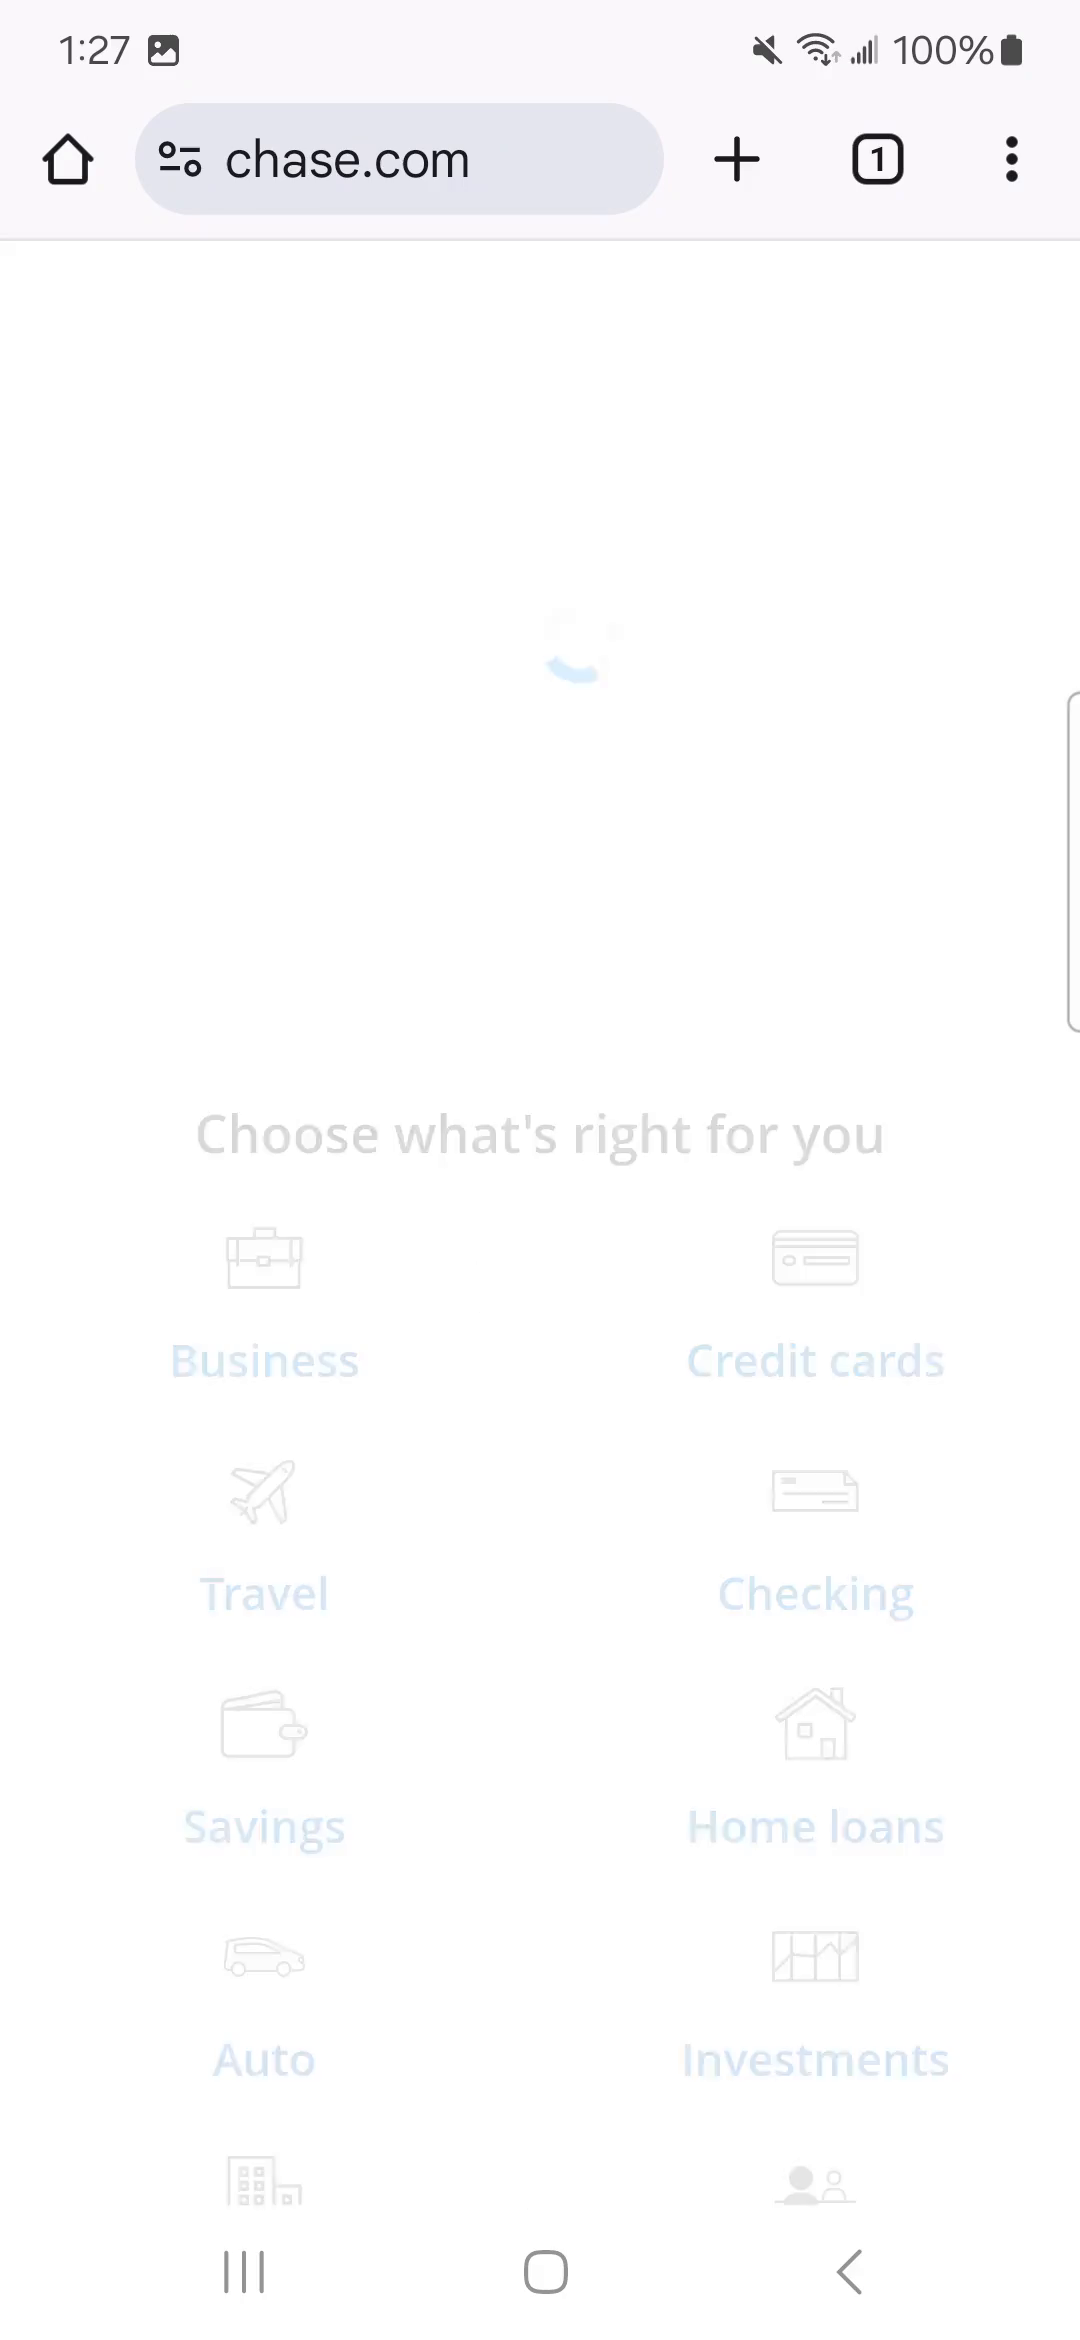 1:27 100%
chase.com 1
Choose what's right for you
Business Credit cards
Travel Checking
Savings Home loans
Auto Investments